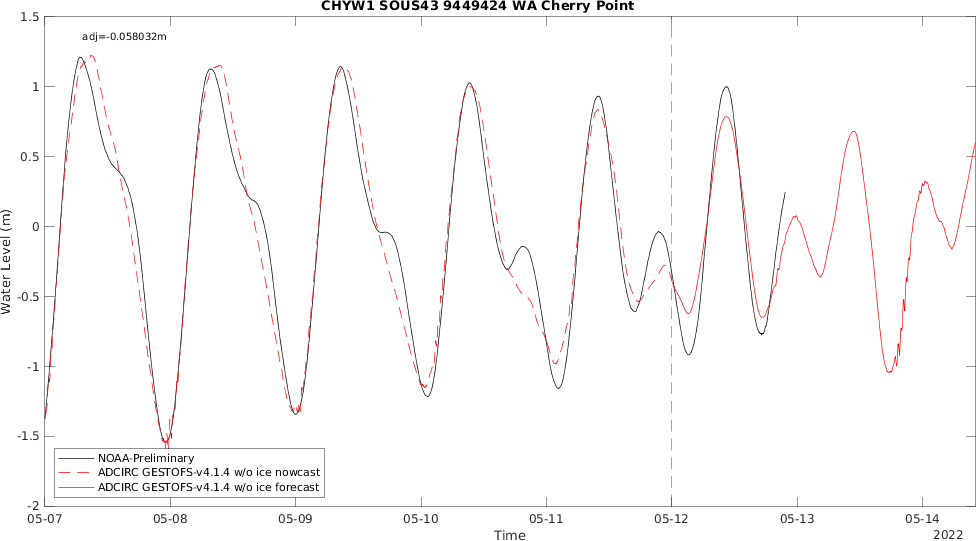 CHYW1 SOUS43 9449424 WA Cherry Point
adj=-0.058032m
1.5
1
0.5
0
-0.5
-1
-1.5
-2
Water Level (m)
NOAA-Preliminary
ADCIRC GESTOFS-v4.1.4 w/o ice nowcast
ADCIRC GESTOFS-v4.1.4 w/o ice forecast
05-07 05-08 05-09 05-10 05-11 05-12 05-13 05-14
Time
2022